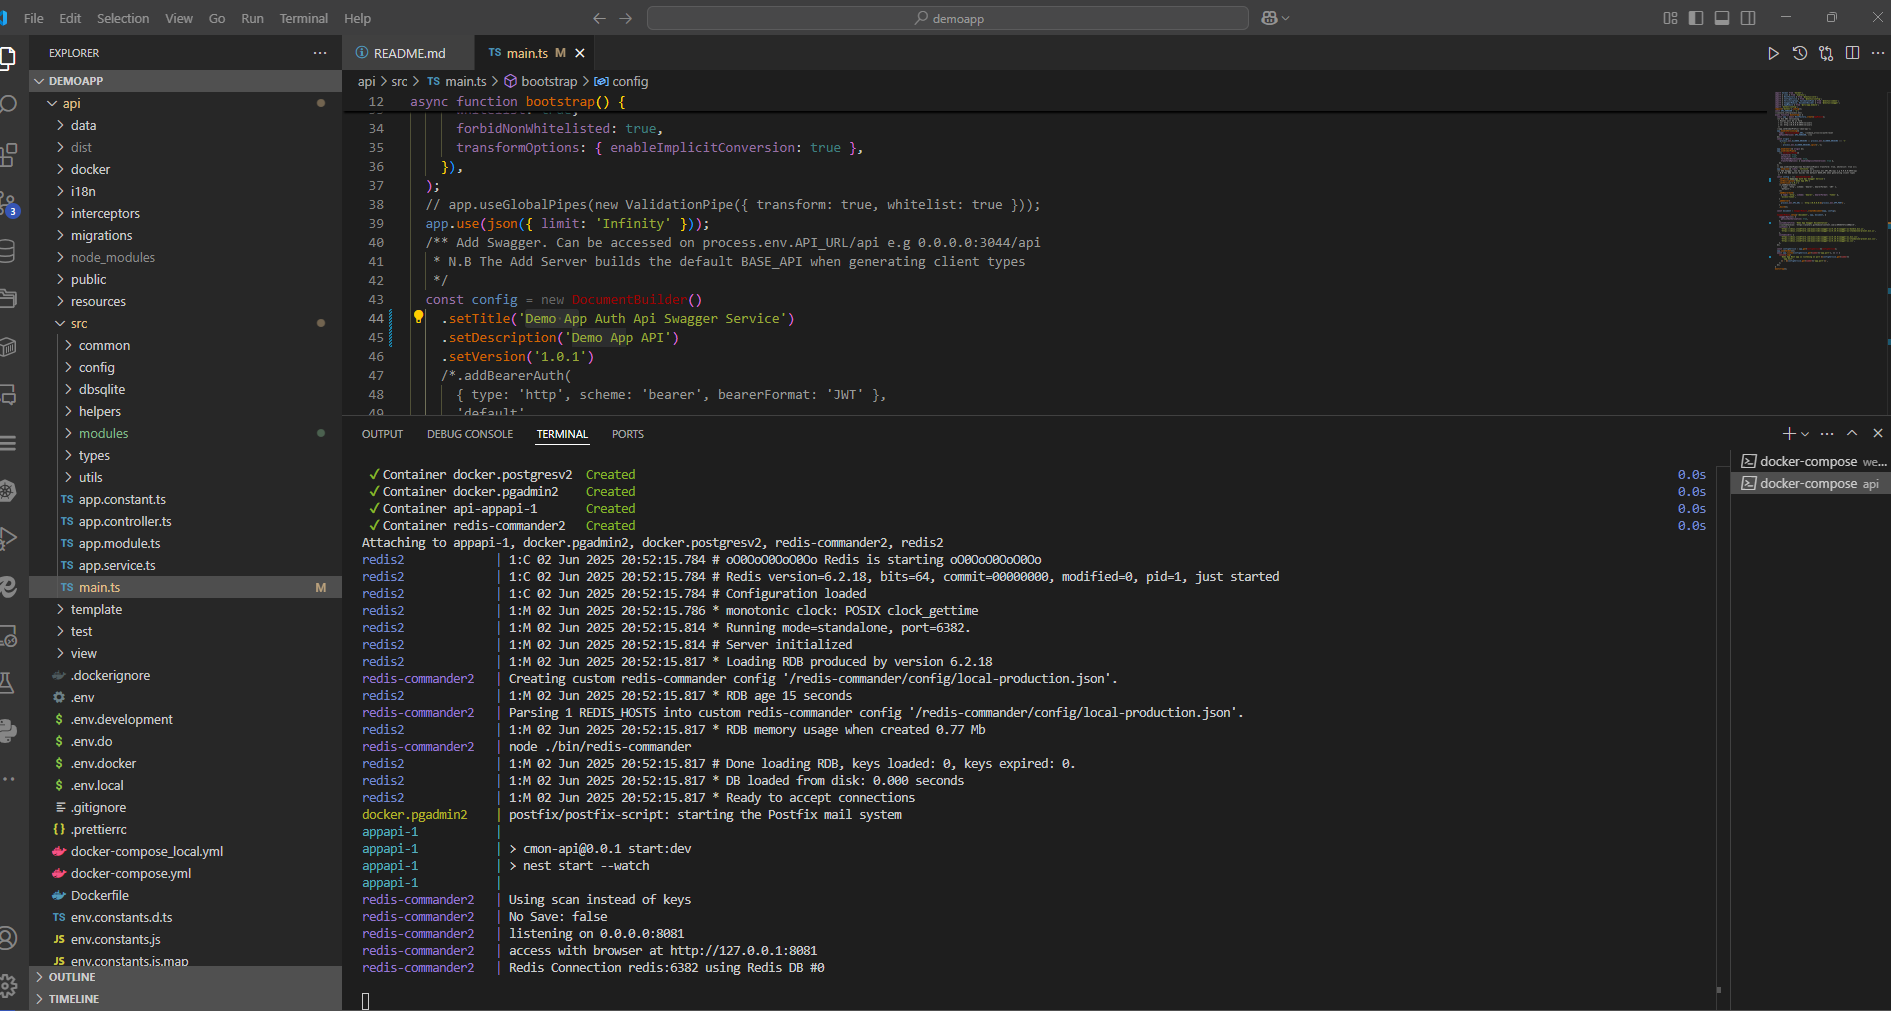 File Edit Selection View Go Run Terminal Help
demoapp
EXPLORER
DEMOAPP
api
data
dist
docker
i18n
interceptors
migrations
node_modules
public
resources
src
common
config
dbsqlite
helpers
modules
types
utils
TS app.constant.ts
TS app.controller.ts
TS app.module.ts
TS app.service.ts
TS main.ts M
template
test
view
.dockerignore
.env
$ .env.development
$ .env.do
$ .env.docker
$ .env.local
.gitignore
{} .prettierrc
docker-compose_local.yml
docker-compose.yml
Dockerfile
TS env.constants.d.ts
JS env.constants.js
JS env.constants.js.map
OUTLINE
TIMELINE
3
README.md
TS main.ts M
api > src > TS main.ts > bootstrap > config
12 async function bootstrap() {
33 whitelist: true,
34 forbidNonWhitelisted: true,
35 transformOptions: { enableImplicitConversion: true },
36 }),
37 );
38 // app.useGlobalPipes(new ValidationPipe({ transform: true, whitelist: true }));
39 app.use(json({ limit: 'Infinity' }));
40 /** Add Swagger. Can be accessed on process.env.API_URL/api e.g 0.0.0.0:3044/api
41 * N.B The Add Server builds the default BASE_API when generating client types
42 */
43 const config = new DocumentBuilder()
44 .setTitle('Demo App Auth Api Swagger Service')
45 .setDescription('Demo App API')
46 .setVersion('1.0.1')
47 /*.addBearerAuth(
48 { type: 'http', scheme: 'bearer', bearerFormat: 'JWT' },
49 'default'
OUTPUT DEBUG CONSOLE TERMINAL PORTS
✓ Container docker.postgresv2 Created 0.0s
✓ Container docker.pgadmin2 Created 0.0s
✓ Container api-appapi-1 Created 0.0s
✓ Container redis-commander2 Created 0.0s
Attaching to appapi-1, docker.pgadmin2, docker.postgresv2, redis-commander2, redis2
redis2 | 1:C 02 Jun 2025 20:52:15.784 # oO0OoO0OoO0Oo Redis is starting oO0OoO0OoO0Oo
redis2 | 1:C 02 Jun 2025 20:52:15.784 # Redis version=6.2.18, bits=64, commit=00000000, modified=0, pid=1, just started
redis2 | 1:C 02 Jun 2025 20:52:15.784 # Configuration loaded
redis2 | 1:M 02 Jun 2025 20:52:15.786 * monotonic clock: POSIX clock_gettime
redis2 | 1:M 02 Jun 2025 20:52:15.814 * Running mode=standalone, port=6382.
redis2 | 1:M 02 Jun 2025 20:52:15.814 # Server initialized
redis2 | 1:M 02 Jun 2025 20:52:15.817 * Loading RDB produced by version 6.2.18
redis-commander2 | Creating custom redis-commander config '/redis-commander/config/local-production.json'.
redis2 | 1:M 02 Jun 2025 20:52:15.817 * RDB age 15 seconds
redis-commander2 | Parsing 1 REDIS_HOSTS into custom redis-commander config '/redis-commander/config/local-production.json'.
redis2 | 1:M 02 Jun 2025 20:52:15.817 * RDB memory usage when created 0.77 Mb
redis-commander2 | node ./bin/redis-commander
redis2 | 1:M 02 Jun 2025 20:52:15.817 # Done loading RDB, keys loaded: 0, keys expired: 0.
redis2 | 1:M 02 Jun 2025 20:52:15.817 * DB loaded from disk: 0.000 seconds
redis2 | 1:M 02 Jun 2025 20:52:15.817 * Ready to accept connections
docker.pgadmin2 | postfix/postfix-script: starting the Postfix mail system
appapi-1 |
appapi-1 | > cmon-api@0.0.1 start:dev
appapi-1 | > nest start --watch
appapi-1 |
redis-commander2 | Using scan instead of keys
redis-commander2 | No Save: false
redis-commander2 | listening on 0.0.0.0:8081
redis-commander2 | access with browser at http://127.0.0.1:8081
redis-commander2 | Redis Connection redis:6382 using Redis DB #0
docker-compose we...
docker-compose api